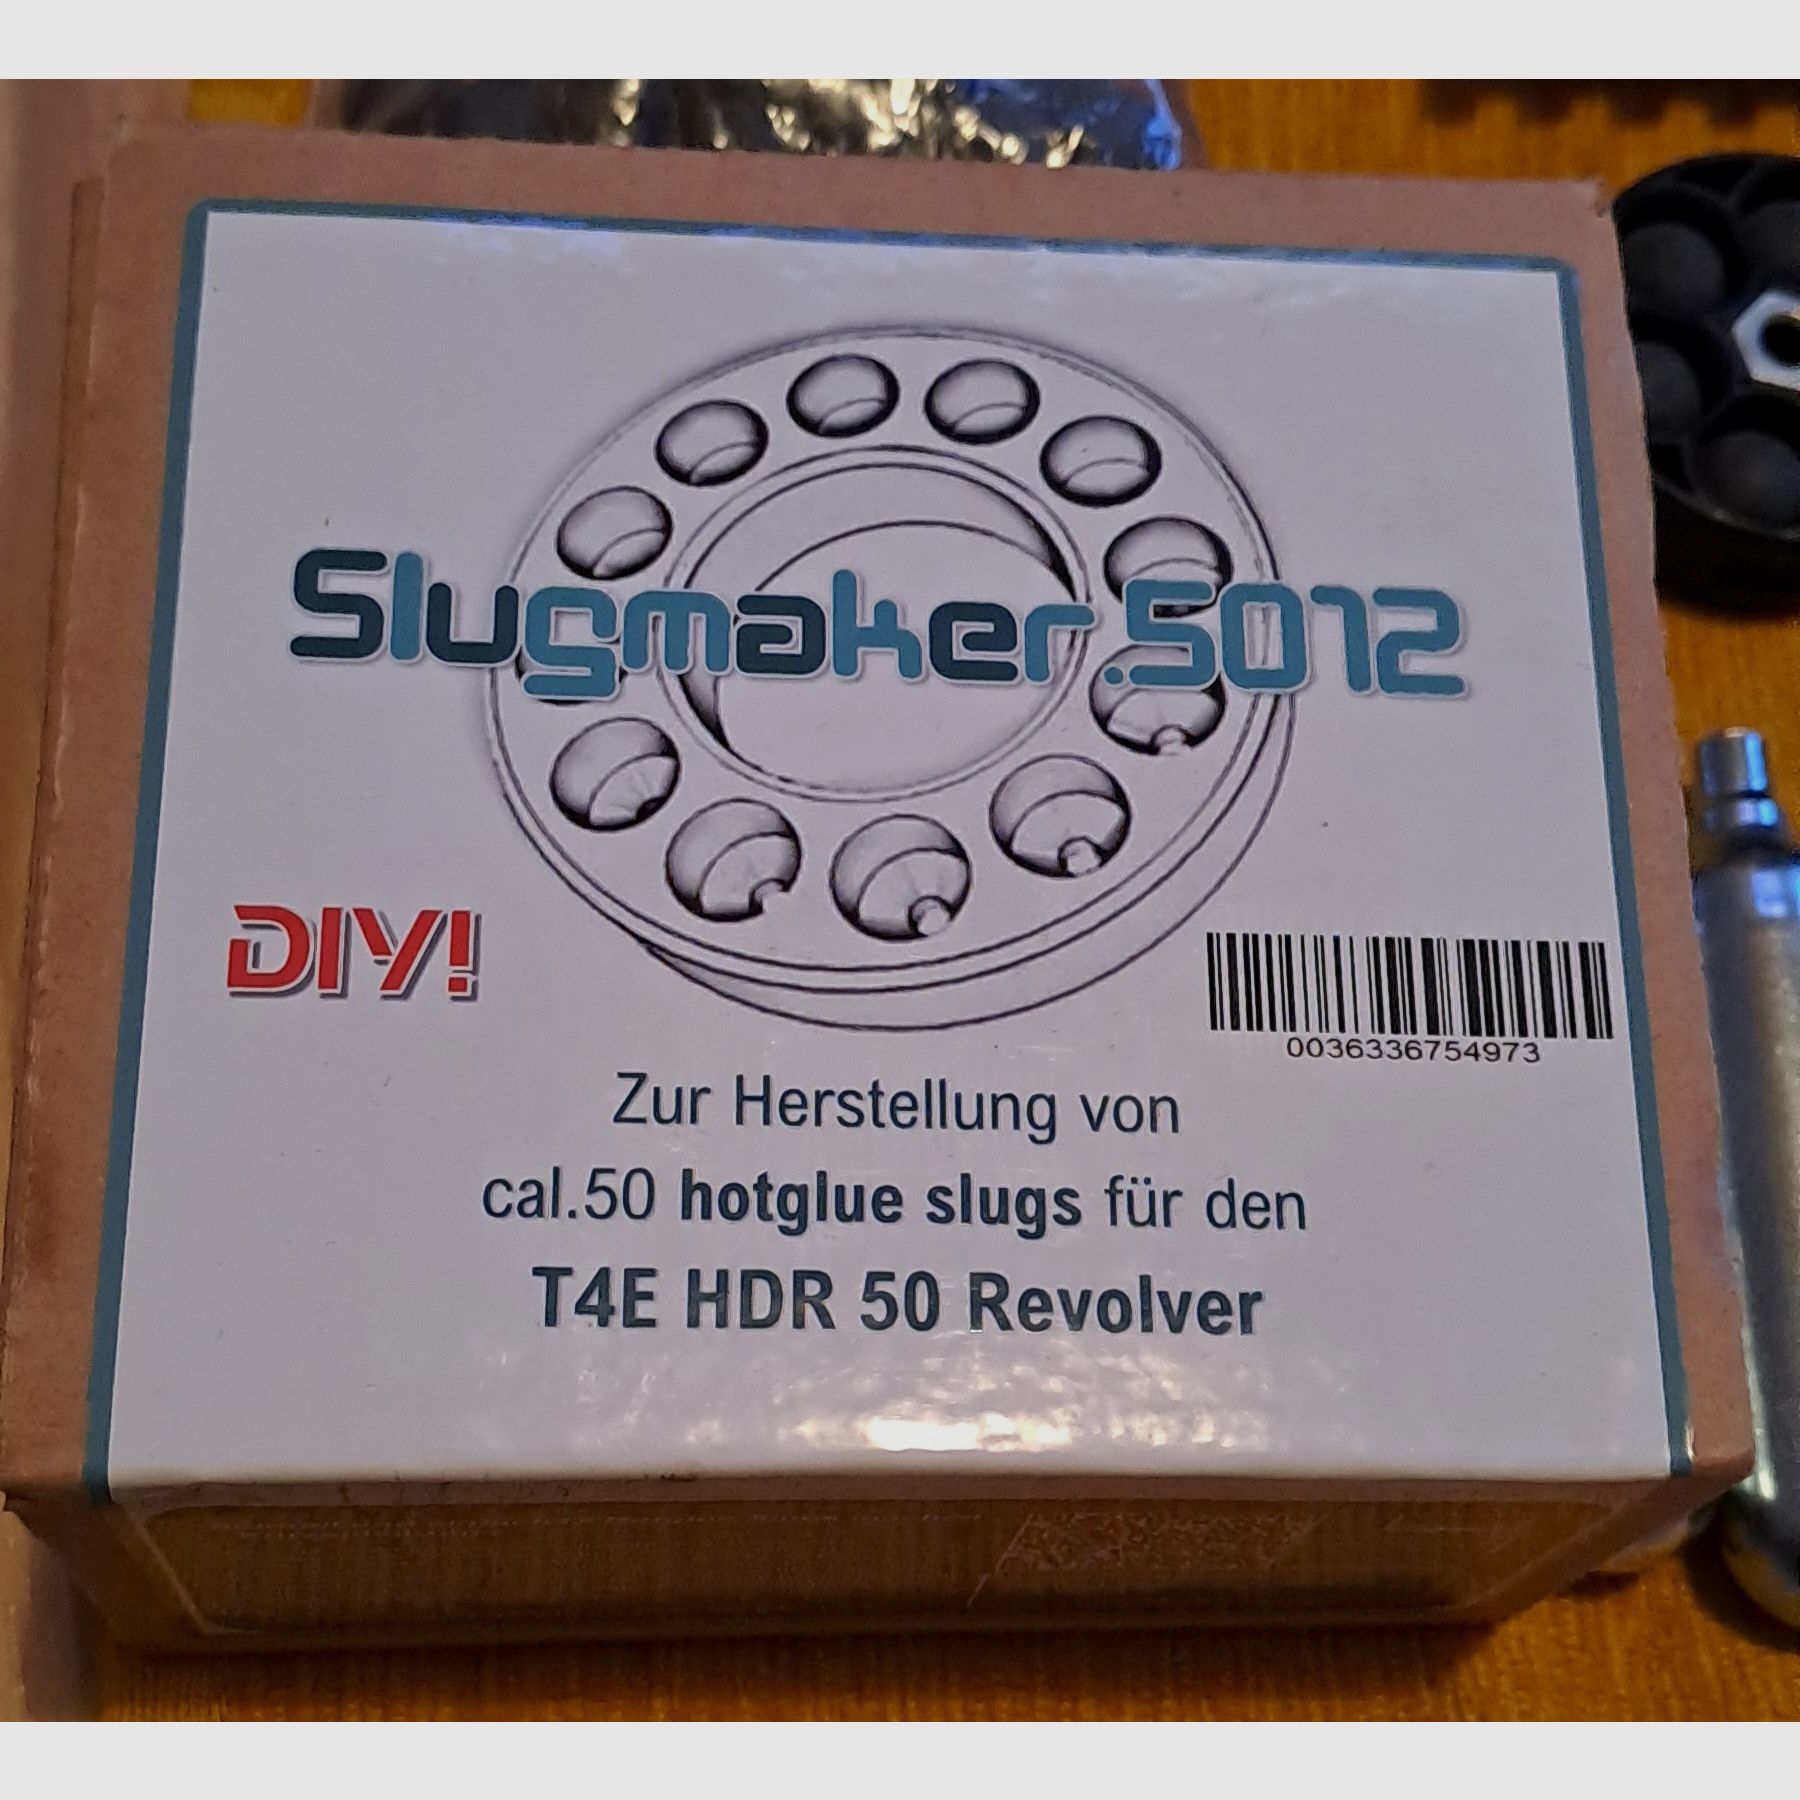 Slugmaker.5012
DIY!
0036336754973
Zur Herstellung von
cal.50 hotglue slugs für den
T4E HDR 50 Revolver